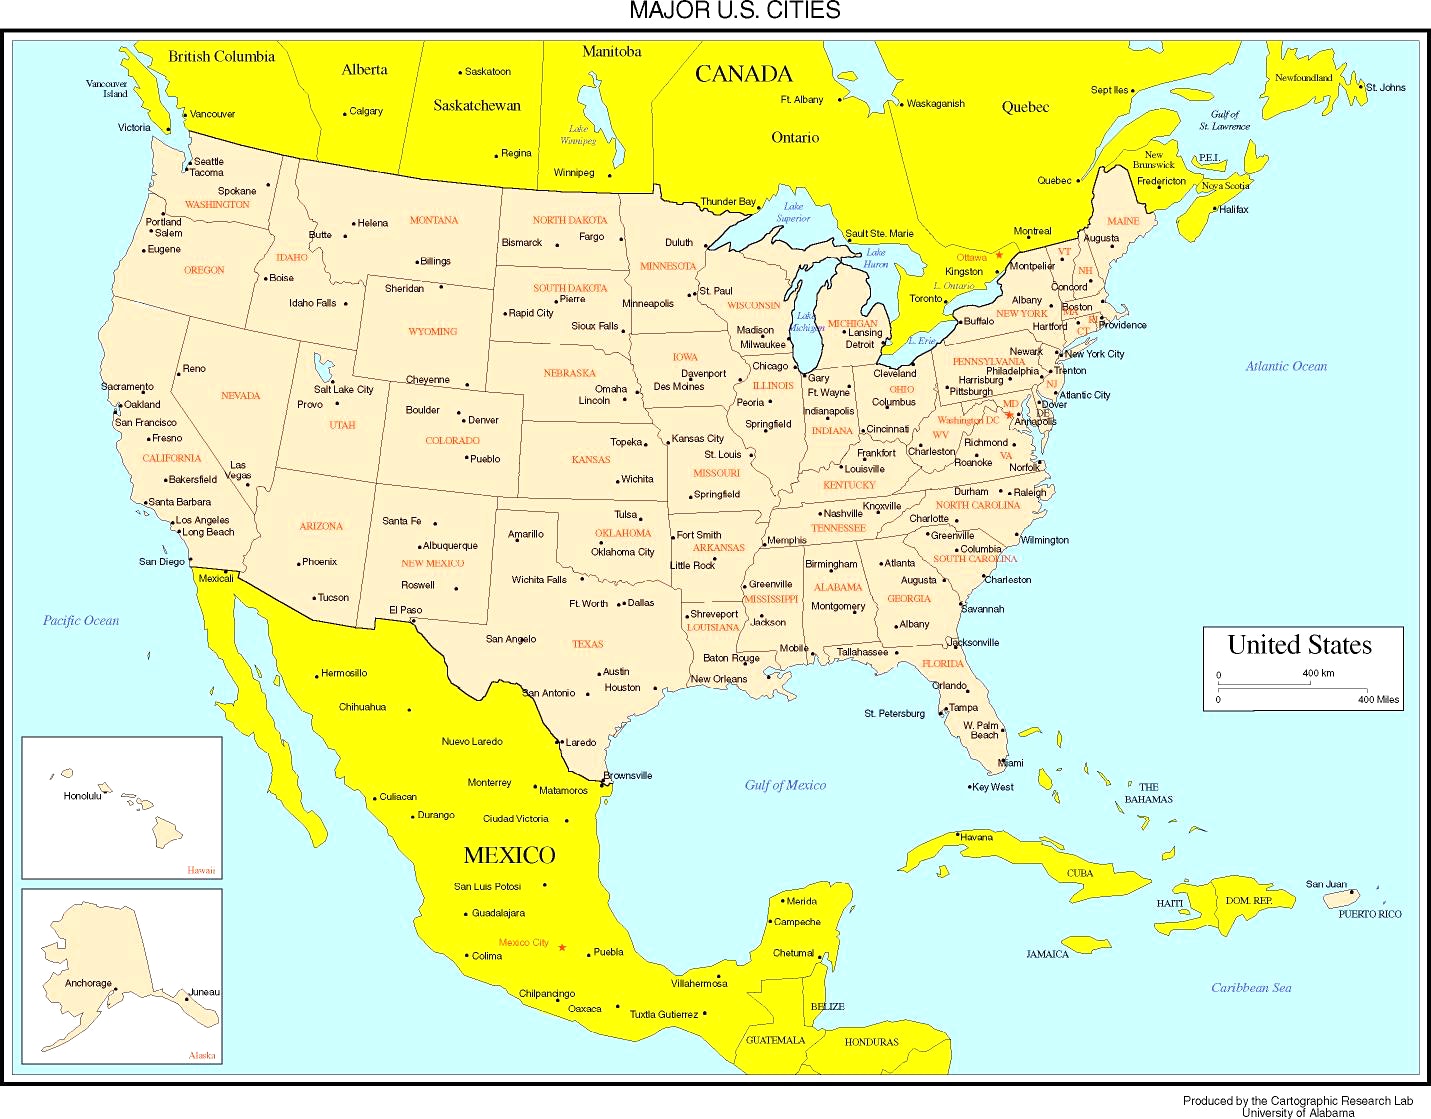 MAJOR U.S. CITIES
British Columbia
Alberta
Saskatchewan
Manitoba
CANADA
Ontario
Quebec
Newfoundland
St. Johns
Vancouver
Island
Vancouver
Victoria
Calgary
Saskatoon
Regina
Lake
Winnipeg
Winnipeg
Ft. Albany
Waskaganish
Sept Iles
Gulf of
St. Lawrence
New
Brunswick
P.E.I.
Fredericton
Nova Scotia
Halifax
Quebec
Thunder Bay
Lake
Superior
Sault Ste. Marie
Lake
Huron
Montreal
Ottawa
Kingston
L. Ontario
Toronto
Seattle
Tacoma
Spokane
WASHINGTON
Portland
Salem
Eugene
OREGON
IDAHO
Boise
Idaho Falls
Helena
Butte
MONTANA
Billings
Sheridan
WYOMING
Cheyenne
NORTH DAKOTA
Bismarck
Fargo
SOUTH DAKOTA
Pierre
Rapid City
Sioux Falls
Duluth
MINNESOTA
St. Paul
Minneapolis
WISCONSIN
Madison
Milwaukee
Lake
Michigan
MICHIGAN
Lansing
Detroit
L. Erie
MAINE
Augusta
VT
Montpelier
NH
Concord
Albany
Boston
NEW YORK
MA
RI
Buffalo
Hartford
CT
Providence
Newark
New York City
PENNSYLVANIA
Philadelphia
Trenton
Harrisburg
Pittsburgh
NJ
Atlantic City
MD
Dover
DE
Annapolis
Washington DC
Cleveland
OHIO
Columbus
Cincinnati
Chicago
Gary
Ft. Wayne
ILLINOIS
Peoria
Springfield
Indianapolis
INDIANA
IOWA
Davenport
Des Moines
NEBRASKA
Omaha
Lincoln
Reno
Sacramento
Oakland
San Francisco
Fresno
CALIFORNIA
Bakersfield
Santa Barbara
Los Angeles
Long Beach
San Diego
NEVADA
Las
Vegas
Salt Lake City
Provo
UTAH
Boulder
Denver
COLORADO
Pueblo
KANSAS
Topeka
Wichita
Kansas City
St. Louis
MISSOURI
Springfield
Frankfort
Louisville
KENTUCKY
WV
Charleston
Richmond
VA
Roanoke
Norfolk
Durham
Raleigh
NORTH CAROLINA
Charlotte
Wilmington
Knoxville
Nashville
TENNESSEE
Memphis
Greenville
Columbia
SOUTH CAROLINA
Charleston
ARIZONA
Phoenix
Tucson
Santa Fe
Albuquerque
NEW MEXICO
Roswell
El Paso
Amarillo
Tulsa
OKLAHOMA
Oklahoma City
Wichita Falls
Fort Smith
ARKANSAS
Little Rock
Birmingham
ALABAMA
Montgomery
Mobile
Atlanta
Augusta
GEORGIA
Savannah
Albany
Greenville
MISSISSIPPI
Jackson
Shreveport
LOUISIANA
Baton Rouge
New Orleans
Ft. Worth
Dallas
San Angelo
TEXAS
Austin
Houston
San Antonio
Laredo
Brownsville
Jacksonville
Tallahassee
FLORIDA
Orlando
Tampa
St. Petersburg
W. Palm
Beach
Miami
Key West
Pacific Ocean
Atlantic Ocean
Gulf of Mexico
Caribbean Sea
United States
0
400 km
0
400 Miles
Mexicali
Hermosillo
Chihuahua
Nuevo Laredo
Monterrey
Matamoros
Culiacan
Durango
Ciudad Victoria
MEXICO
San Luis Potosi
Guadalajara
Mexico City
Colima
Puebla
Chilpancingo
Oaxaca
Villahermosa
Tuxtla Gutierrez
Merida
Campeche
Chetumal
BELIZE
GUATEMALA
HONDURAS
Havana
CUBA
THE
BAHAMAS
HAITI
DOM. REP.
San Juan
PUERTO RICO
JAMAICA
Honolulu
Hawaii
Anchorage
Juneau
Alaska
Produced by the Cartographic Research Lab
University of Alabama